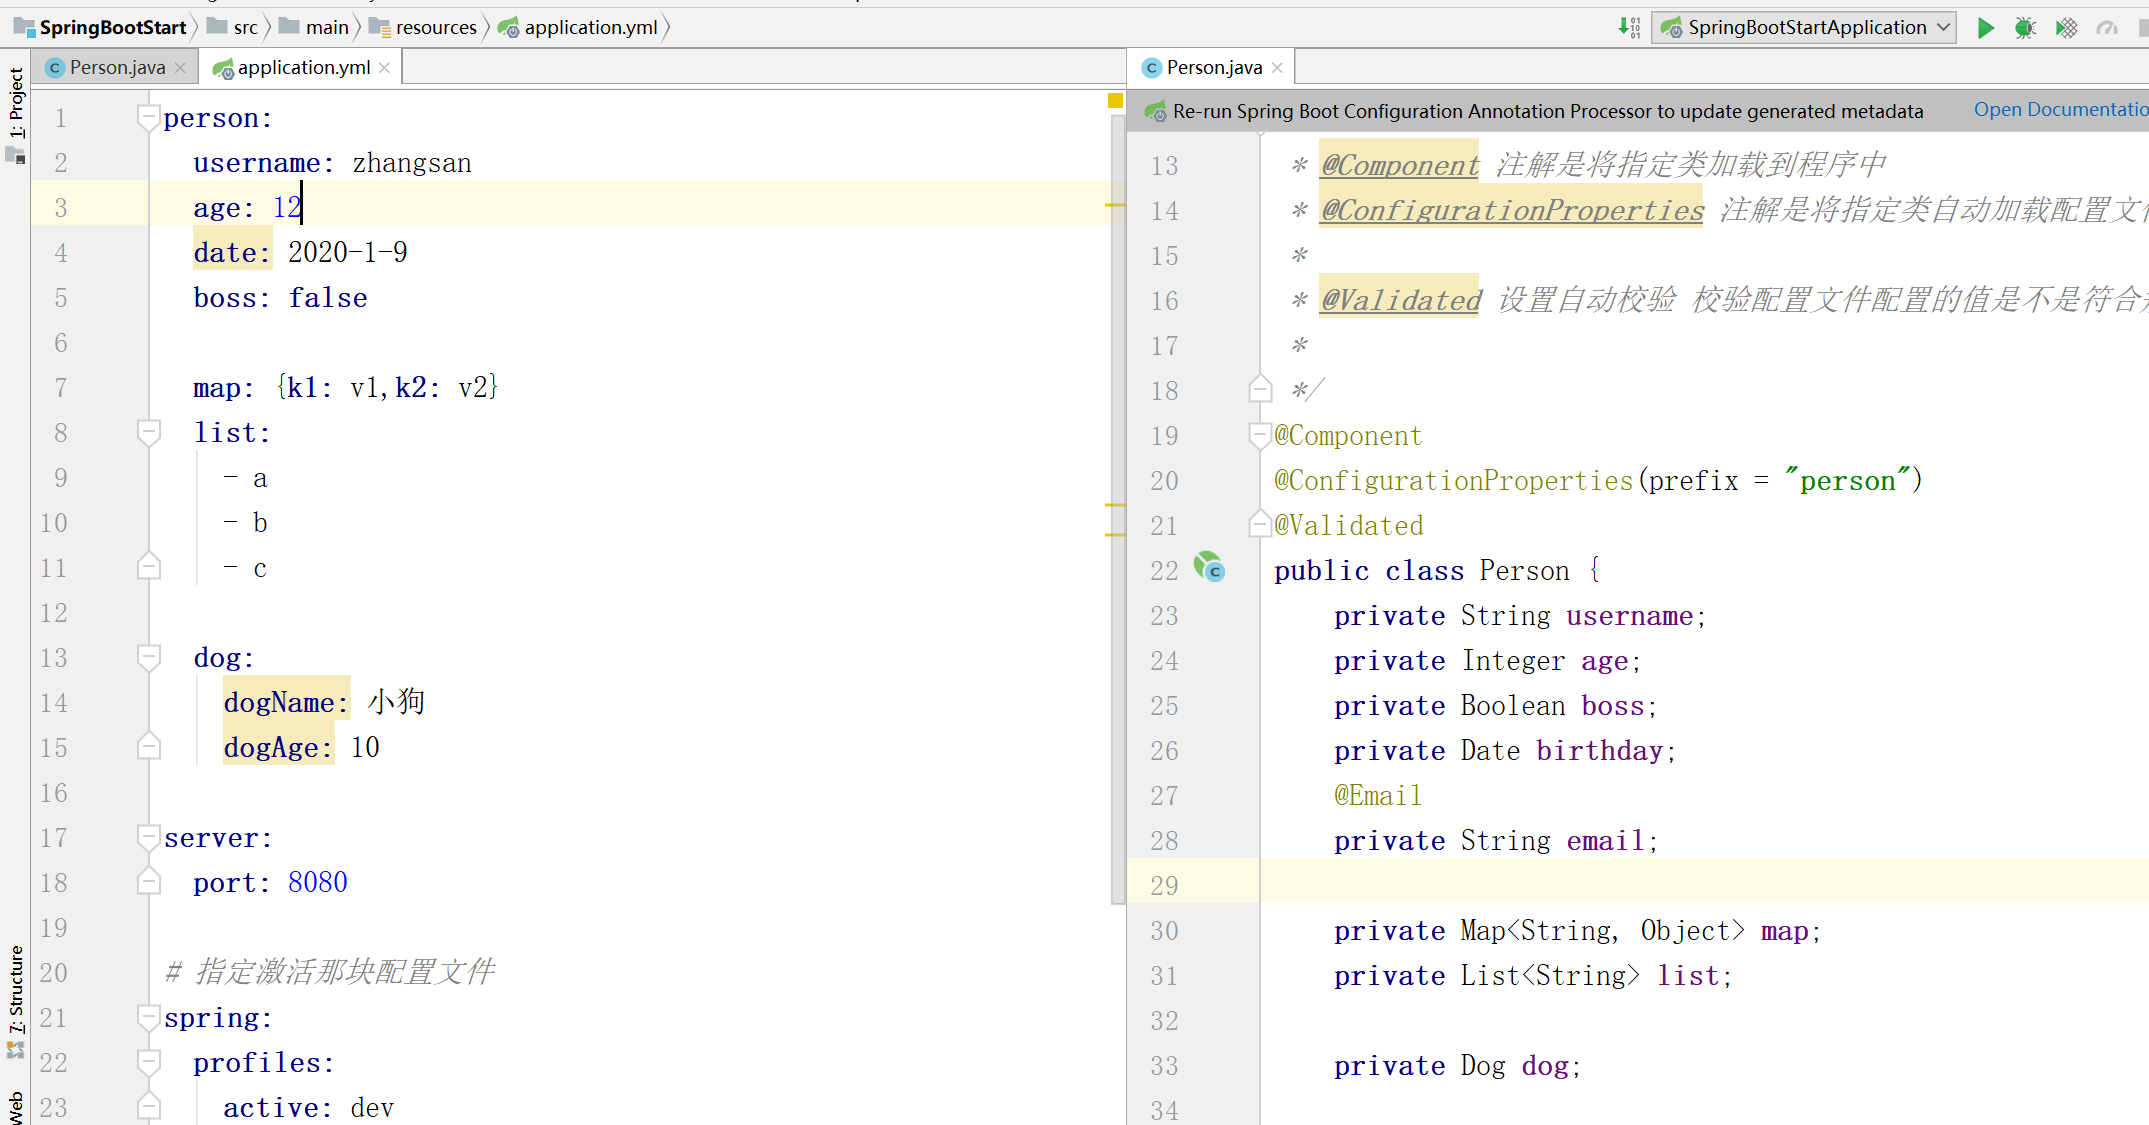 SpringBootStart src main resources application.yml
SpringBootStartApplication
1: Project
7: Structure
Web
Person.java
application.yml
1 person:
2 username: zhangsan
3 age: 12
4 date: 2020-1-9
5 boss: false
6
7 map: {k1: v1,k2: v2}
8 list:
9 - a
10 - b
11 - c
12
13 dog:
14 dogName: 小狗
15 dogAge: 10
16
17 server:
18 port: 8080
19
20 # 指定激活那块配置文件
21 spring:
22 profiles:
23 active: dev
Person.java
Re-run Spring Boot Configuration Annotation Processor to update generated metadata Open Documentatio
13 * @Component 注解是将指定类加载到程序中
14 * @ConfigurationProperties 注解是将指定类自动加载配置文
15 *
16 * @Validated 设置自动校验 校验配置文件配置的值是不是符合
17 *
18 */
19 @Component
20 @ConfigurationProperties(prefix = "person")
21 @Validated
22 public class Person {
23 private String username;
24 private Integer age;
25 private Boolean boss;
26 private Date birthday;
27 @Email
28 private String email;
29
30 private Map<String, Object> map;
31 private List<String> list;
32
33 private Dog dog;
34